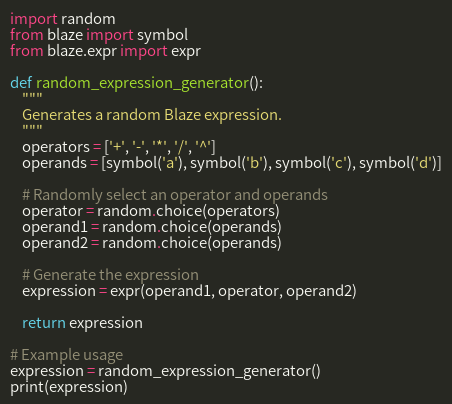 import random
from blaze import symbol
from blaze.expr import expr

def random_expression_generator():
    """
    Generates a random Blaze expression.
    """
    operators = ['+', '-', '*', '/', '^']
    operands = [symbol('a'), symbol('b'), symbol('c'), symbol('d')]

    # Randomly select an operator and operands
    operator = random.choice(operators)
    operand1 = random.choice(operands)
    operand2 = random.choice(operands)

    # Generate the expression
    expression = expr(operand1, operator, operand2)

    return expression

# Example usage
expression = random_expression_generator()
print(expression)